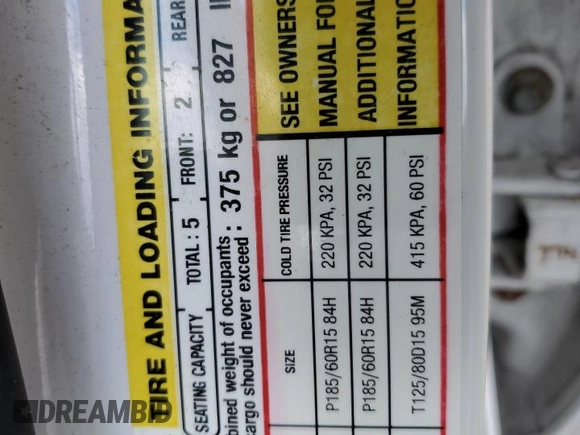 TIRE AND LOADING INFORMA
SEATING CAPACITY TOTAL: 5 FRONT: 2 REAR
bined weight of occupants
argo should never exceed: 375 kg or 827
SIZE COLD TIRE PRESSURE SEE OWNERS
MANUAL FOR
ADDITIONAL
INFORMATION
P185/60R15 84H 220 KPA, 32 PSI
P185/60R15 84H 220 KPA, 32 PSI
T125/80D15 95M 415 KPA, 60 PSI
DREAMBID